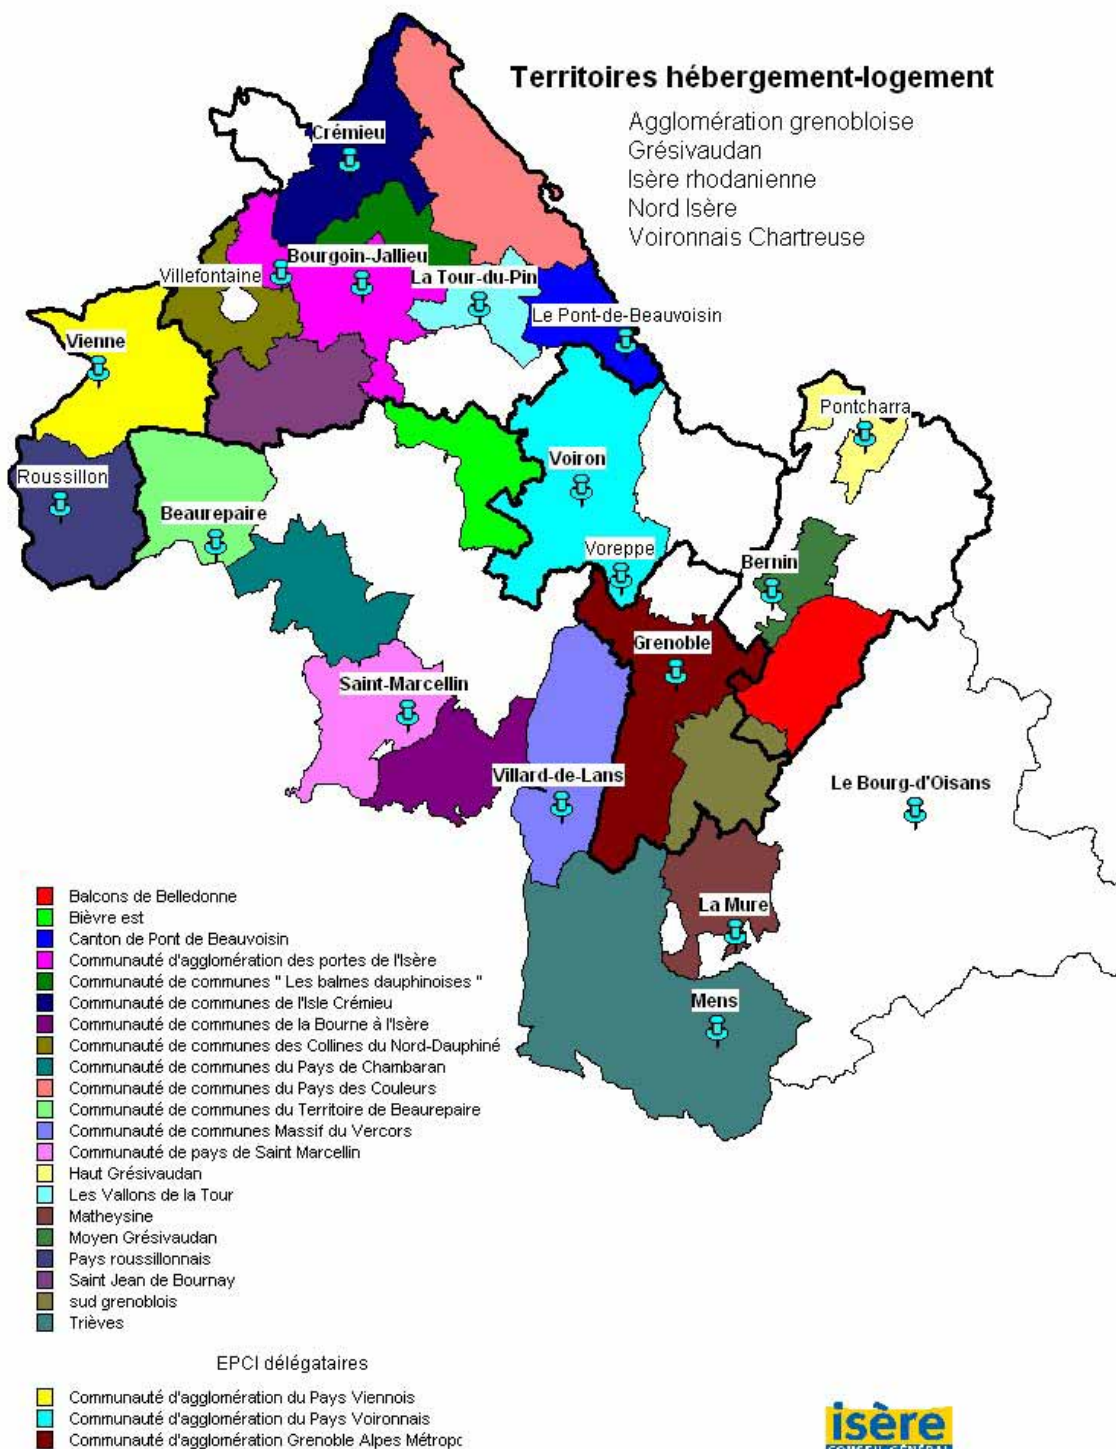 Territoires hébergement-logement
Agglomération grenobloise
Grésivaudan
Isère rhodanienne
Nord Isère
Voironnais Chartreuse
Crémieu
Bourgoin-Jallieu
Villefontaine
La Tour-du-Pin
Le Pont-de-Beauvoisin
Vienne
Pontcharra
Roussillon
Voiron
Beaurepaire
Voreppe
Bernin
Grenoble
Saint-Marcellin
Villard-de-Lans
Le Bourg-d'Oisans
La Mure
Mens
Balcons de Belledonne
Bièvre est
Canton de Pont de Beauvoisin
Communauté d'agglomération des portes de l'Isère
Communauté de communes " Les balmes dauphinoises "
Communauté de communes de l'Isle Crémieu
Communauté de communes de la Bourne à l'Isère
Communauté de communes des Collines du Nord-Dauphiné
Communauté de communes du Pays de Chambaran
Communauté de communes du Pays des Couleurs
Communauté de communes du Territoire de Beaurepaire
Communauté de communes Massif du Vercors
Communauté de pays de Saint Marcellin
Haut Grésivaudan
Les Vallons de la Tour
Matheysine
Moyen Grésivaudan
Pays roussillonnais
Saint Jean de Bournay
sud grenoblois
Trièves
EPCI délégataires
Communauté d'agglomération du Pays Viennois
Communauté d'agglomération du Pays Voironnais
Communauté d'agglomération Grenoble Alpes Métropo
isère
CONSEIL GÉNÉRAL